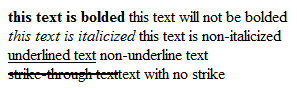 this text is bolded this text will not be bolded
this text is italicized this text is non-italicized
underlined text non-underline text
strike-through texttext with no strike